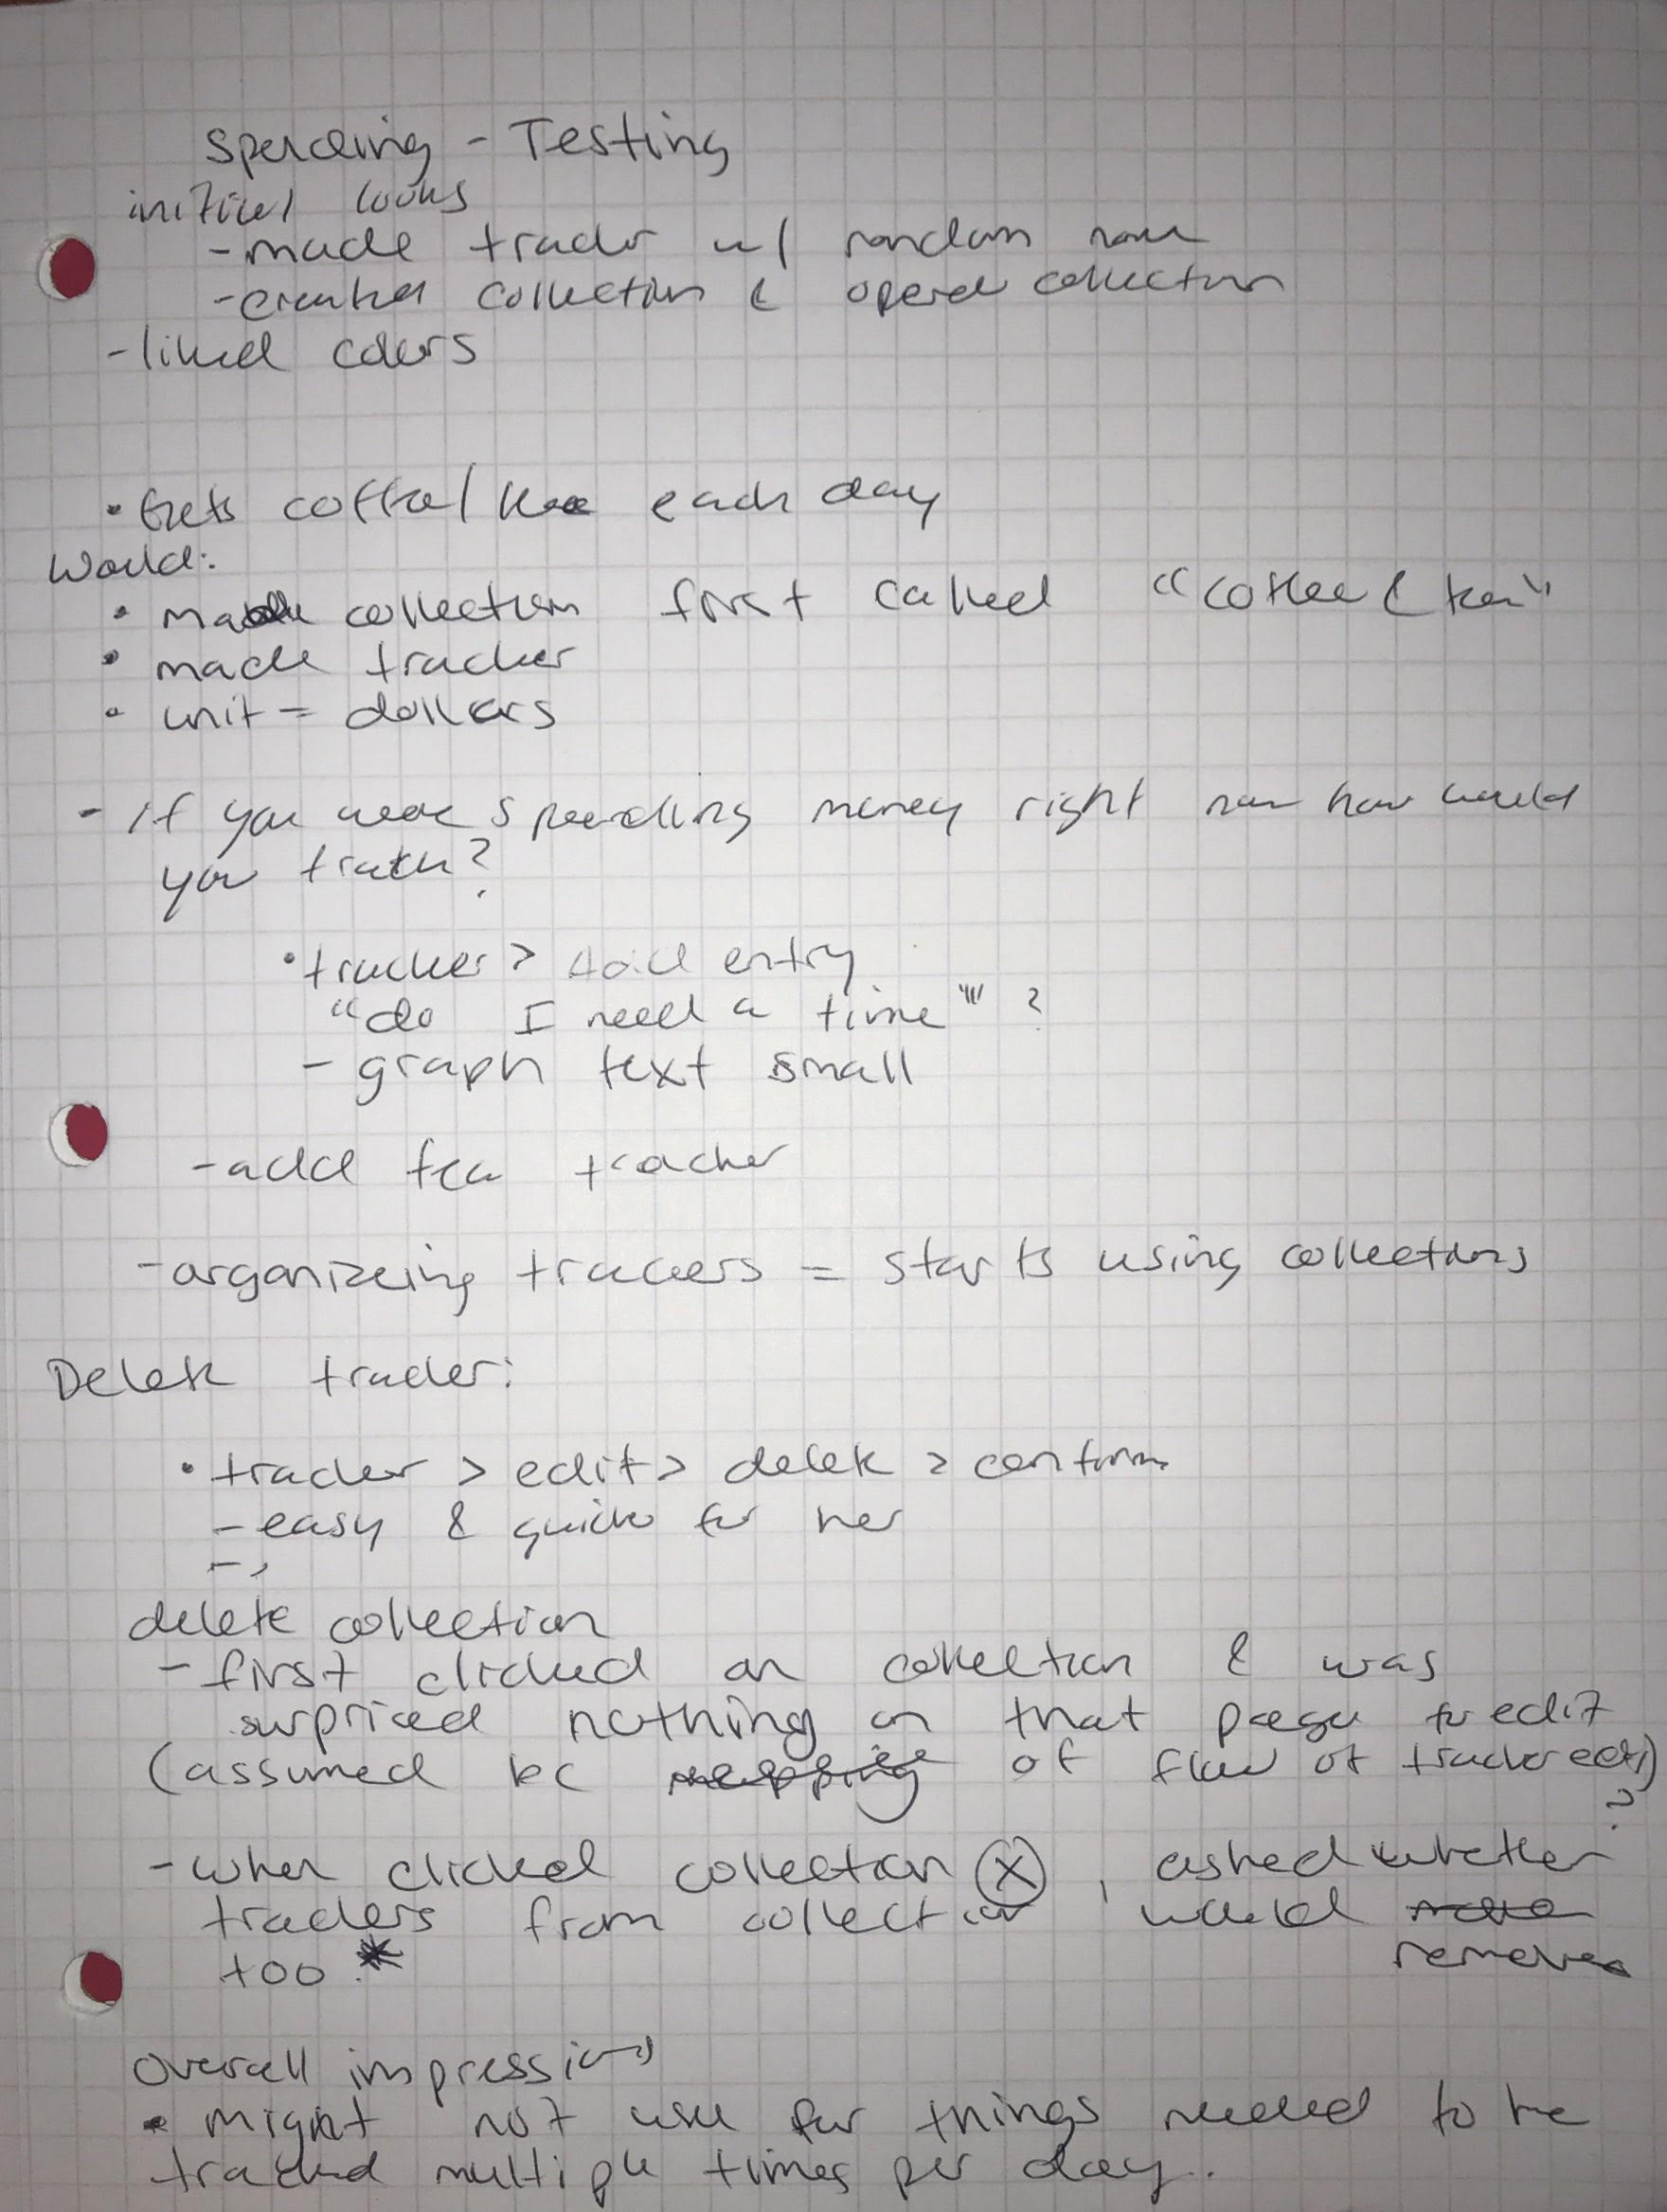 Spending - Testing
initial looks
- made tracker w/ random name
- created collection & opened collection
- liked colors
• Gets coffee/tea each day
Would:
• made collection first called "coffee & tea"
• made tracker
• unit = dollars
- if you were spending money right now how would
you track?
• tracker > add entry
"do I need a time" ?
- graph text small
- add tea tracker
- organizing trackers = starts using collections
Delete tracker:
• tracker > edit > delete > confirm
- easy & quick for her
-
delete collection
- first clicked on collection & was
surprised nothing on that page to edit
(assumed bc of flow of tracker edit)
?
- when clicked collection ⓧ, asked whether
trackers from collection would
removed
too *
Overall impressions
• might not use for things needed to be
tracked multiple times per day.